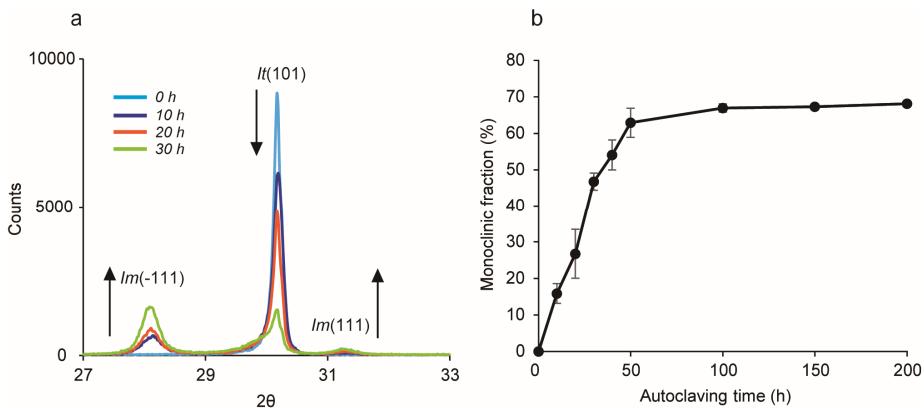 a
10000
5000
0
Counts
0 h
10 h
20 h
30 h
It(101)
Im(-111)
Im(111)
27
29
31
33
2θ
b
80
70
60
50
40
30
20
10
0
Monoclinic fraction (%)
0
50
100
150
200
Autoclaving time (h)